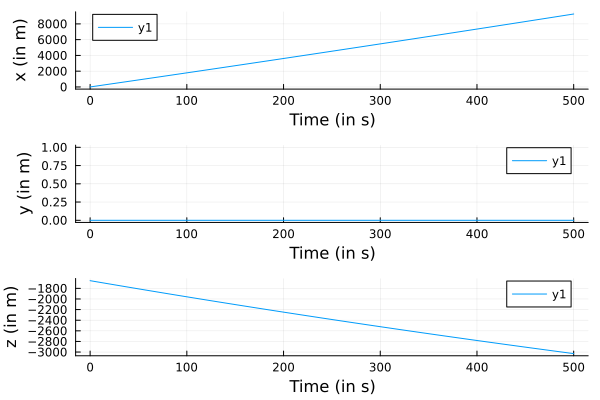 x (in m)
8000
6000
4000
2000
0
y1
0 100 200 300 400 500
Time (in s)
y (in m)
1.00
0.75
0.50
0.25
0.00
y1
0 100 200 300 400 500
Time (in s)
z (in m)
−1800
−2000
−2200
−2400
−2600
−2800
−3000
y1
0 100 200 300 400 500
Time (in s)